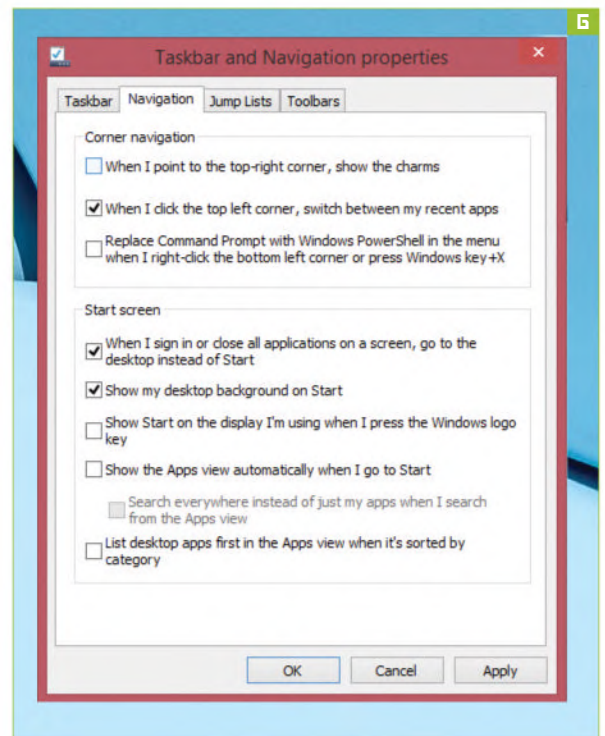 G
Taskbar and Navigation properties
Taskbar Navigation Jump Lists Toolbars
Corner navigation
When I point to the top-right corner, show the charms
When I click the top left corner, switch between my recent apps
Replace Command Prompt with Windows PowerShell in the menu
when I right-click the bottom left corner or press Windows key+X
Start screen
When I sign in or close all applications on a screen, go to the
desktop instead of Start
Show my desktop background on Start
Show Start on the display I'm using when I press the Windows logo
key
Show the Apps view automatically when I go to Start
Search everywhere instead of just my apps when I search
from the Apps view
List desktop apps first in the Apps view when it's sorted by
category
OK Cancel Apply